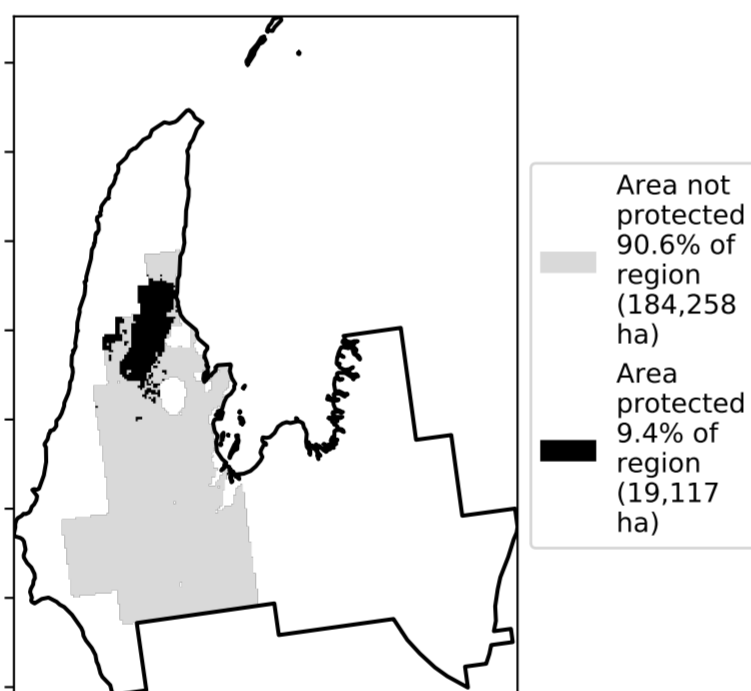 Area not
protected
90.6% of
region
(184,258
ha)
Area
protected
9.4% of
region
(19,117
ha)